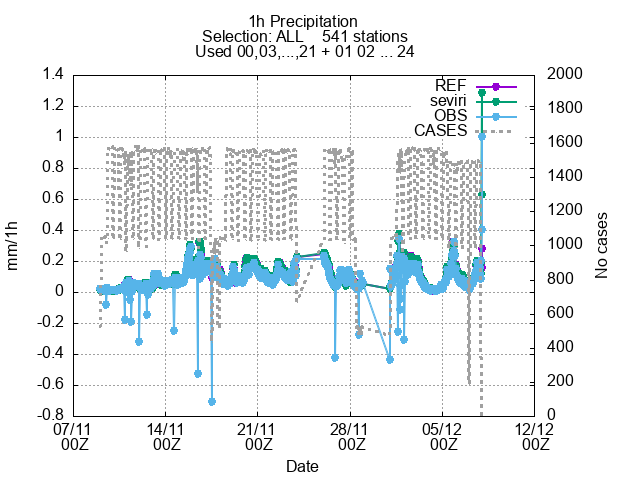 1h Precipitation
Selection: ALL 541 stations
Used 00,03,...,21 + 01 02 ... 24
1.4
1.2
1
0.8
0.6
0.4
0.2
0
-0.2
-0.4
-0.6
-0.8
mm/1h
REF
seviri
OBS
CASES
2000
1800
1600
1400
1200
1000
800
600
400
200
0
No cases
07/11 14/11 21/11 28/11 05/12 12/12
00Z 00Z 00Z 00Z 00Z 00Z
Date